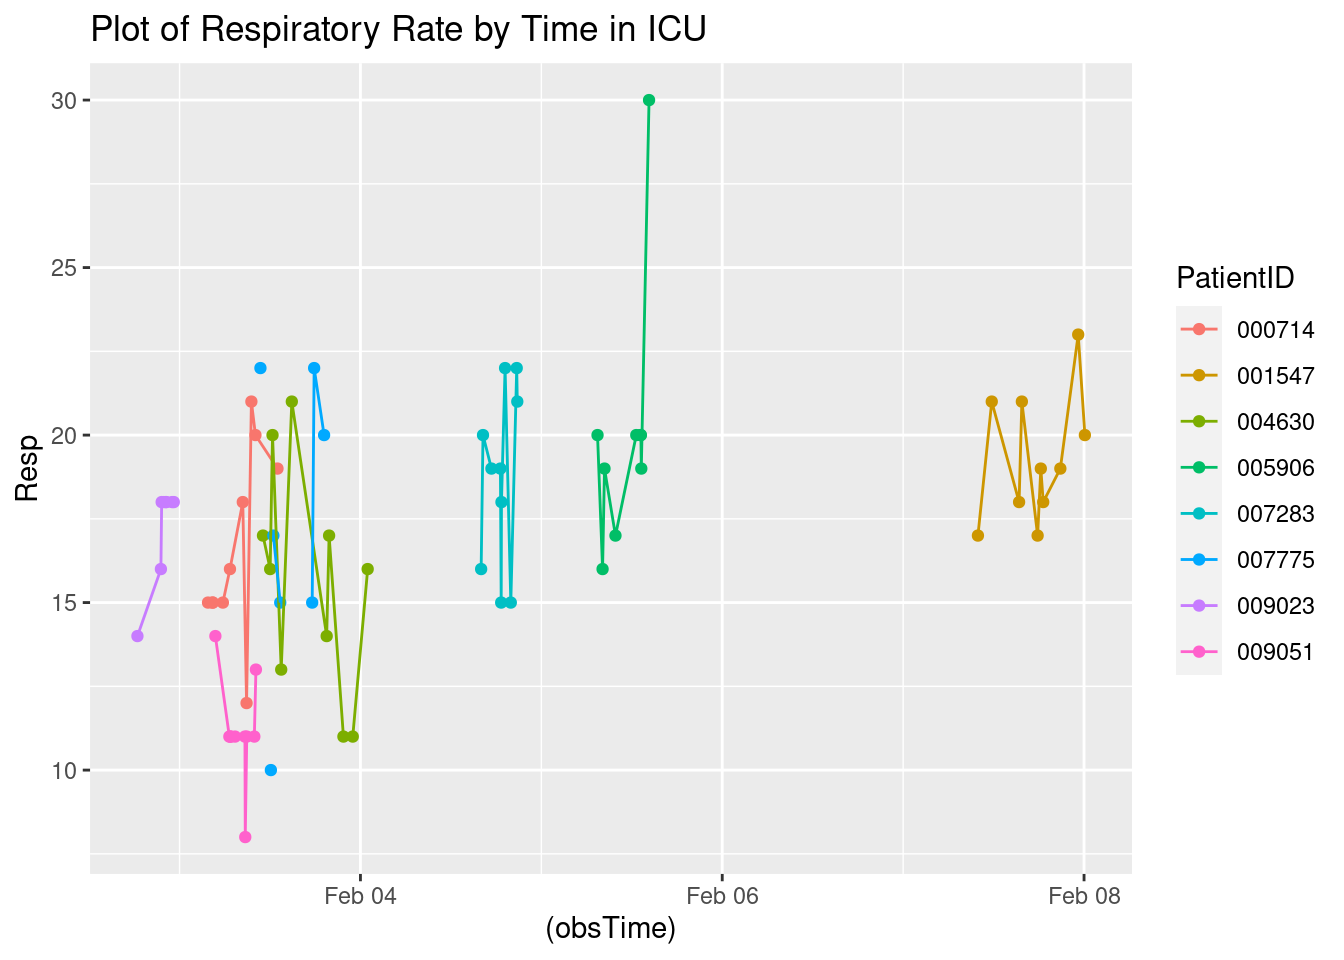 Plot of Respiratory Rate by Time in ICU
30
25
20
15
10
Resp
Feb 04
Feb 06
Feb 08
(obsTime)
PatientID
000714
001547
004630
005906
007283
007775
009023
009051